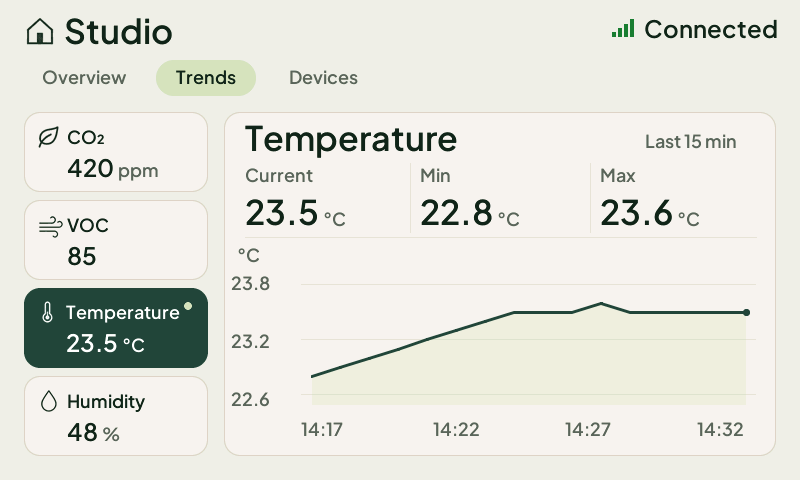 Studio
Connected
Overview Trends Devices
CO₂
420 ppm
VOC
85
Temperature
23.5 °C
Humidity
48 %
Temperature
Last 15 min
Current Min Max
23.5 °C 22.8 °C 23.6 °C
°C
23.8
23.2
22.6
14:17 14:22 14:27 14:32